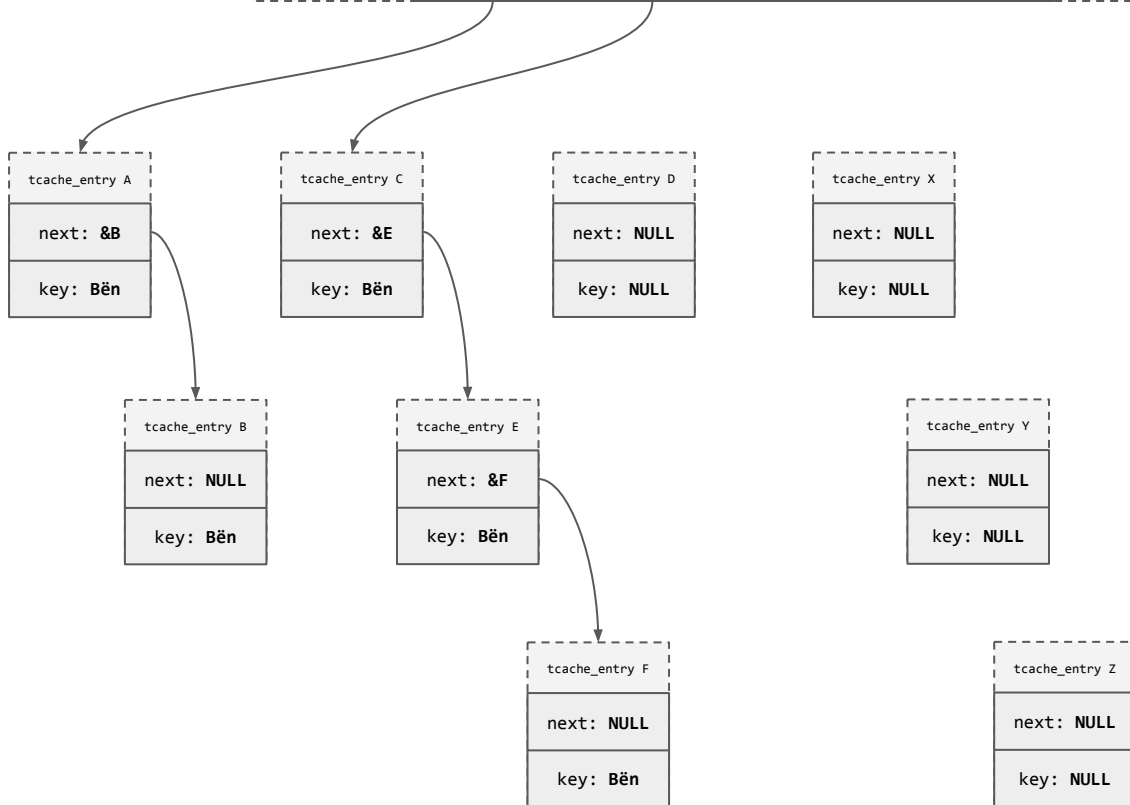 tcache_entry A
next: &B
key: Bën
tcache_entry C
next: &E
key: Bën
tcache_entry D
next: NULL
key: NULL
tcache_entry X
next: NULL
key: NULL
tcache_entry B
next: NULL
key: Bën
tcache_entry E
next: &F
key: Bën
tcache_entry Y
next: NULL
key: NULL
tcache_entry F
next: NULL
key: Bën
tcache_entry Z
next: NULL
key: NULL